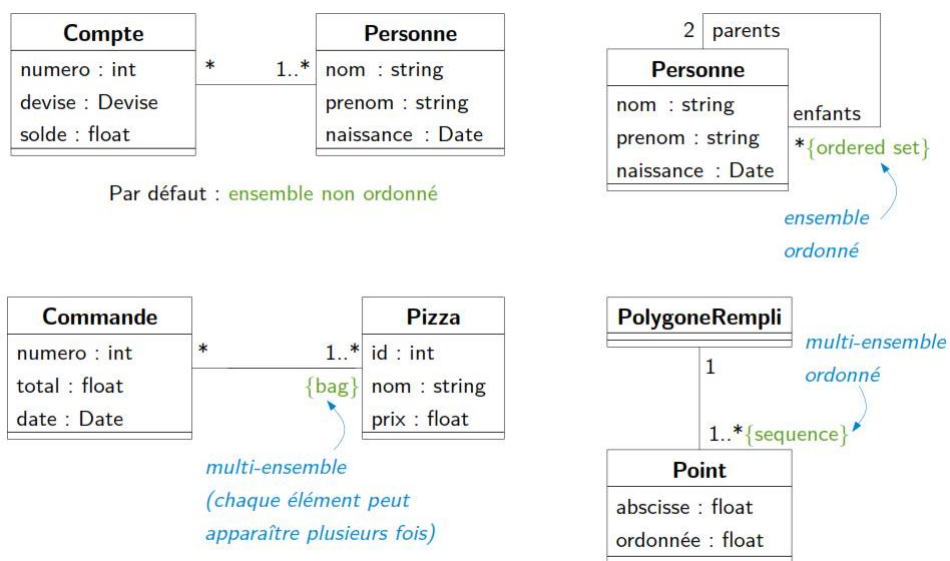 Compte
numero : int
devise : Devise
solde : float
* 1..*
Personne
nom : string
prenom : string
naissance : Date
Par défaut : ensemble non ordonné
2 parents
Personne
nom : string
prenom : string
naissance : Date
enfants
*{ordered set}
ensemble
ordonné
Commande
numero : int
total : float
date : Date
* 1..*
{bag}
Pizza
id : int
nom : string
prix : float
multi-ensemble
(chaque élément peut
apparaître plusieurs fois)
PolygoneRempli
1
multi-ensemble
ordonné
1..*{sequence}
Point
abscisse : float
ordonnée : float